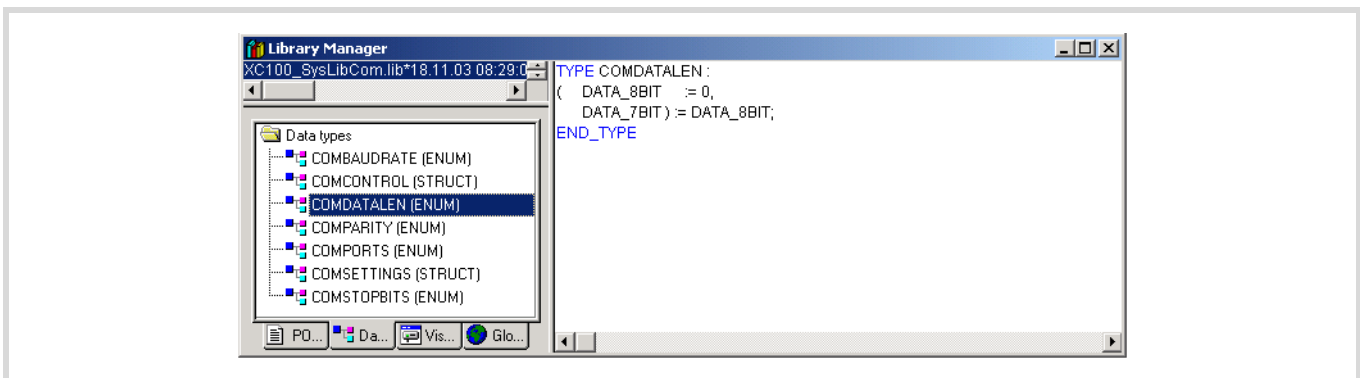 Library Manager
XC100_SysLibCom.lib*18.11.03 08:29:0
Data types
COMBAUDRATE (ENUM)
COMCONTROL (STRUCT)
COMDATALEN (ENUM)
COMPARITY (ENUM)
COMPORTS (ENUM)
COMSETTINGS (STRUCT)
COMSTOPBITS (ENUM)
PO... Da... Vis... Glo...
TYPE COMDATALEN :
( DATA_8BIT := 0,
DATA_7BIT ) := DATA_8BIT;
END_TYPE